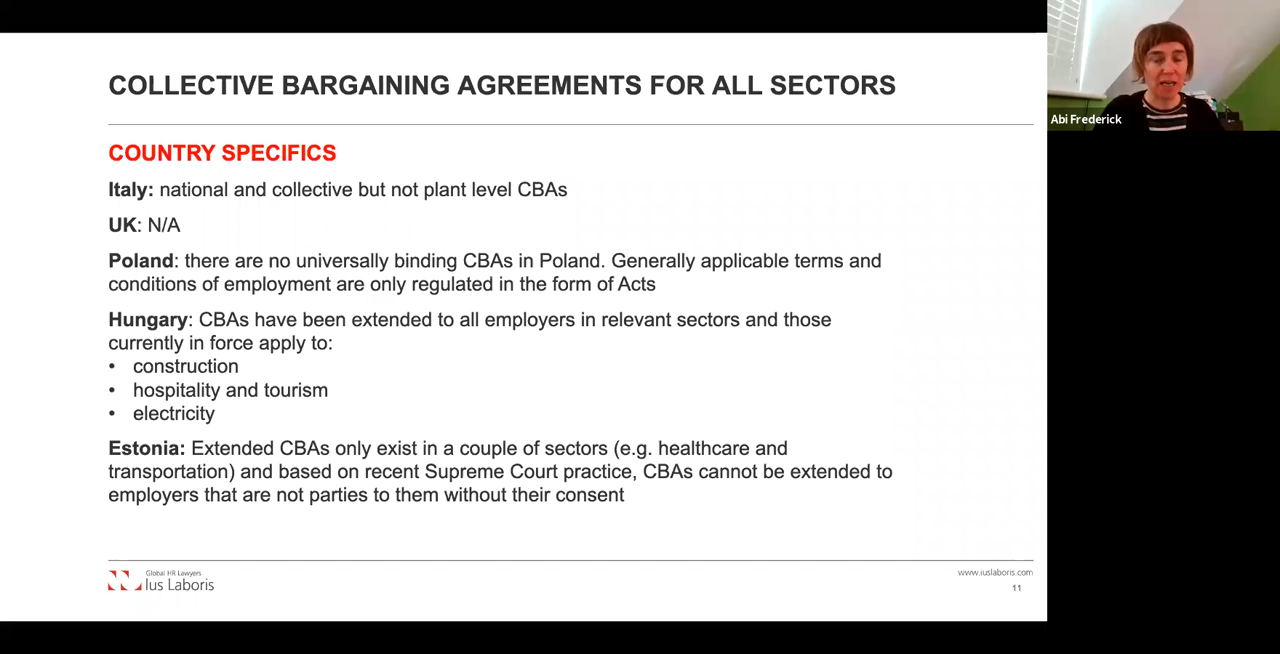 COLLECTIVE BARGAINING AGREEMENTS FOR ALL SECTORS
COUNTRY SPECIFICS
Italy: national and collective but not plant level CBAs
UK: N/A
Poland: there are no universally binding CBAs in Poland. Generally applicable terms and
conditions of employment are only regulated in the form of Acts
Hungary: CBAs have been extended to all employers in relevant sectors and those
currently in force apply to:
• construction
• hospitality and tourism
• electricity
Estonia: Extended CBAs only exist in a couple of sectors (e.g. healthcare and
transportation) and based on recent Supreme Court practice, CBAs cannot be extended to
employers that are not parties to them without their consent
Global HR Lawyers
Ius Laboris
www.iuslaboris.com
11
Abi Frederick